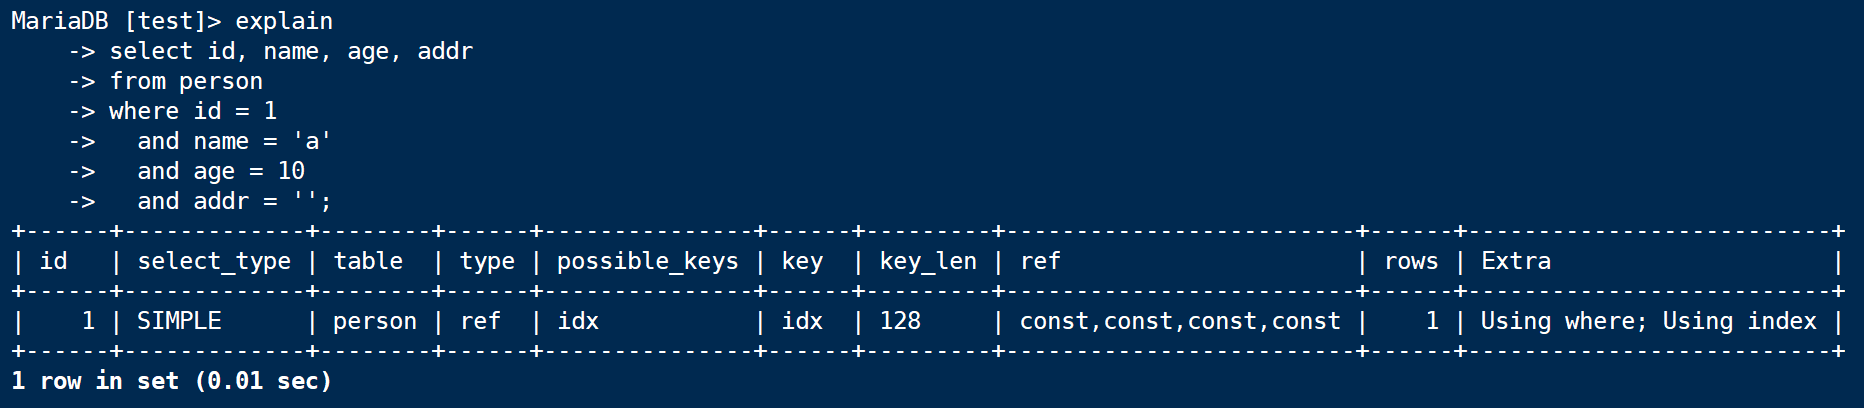 MariaDB [test]> explain
    -> select id, name, age, addr
    -> from person
    -> where id = 1
    ->   and name = 'a'
    ->   and age = 10
    ->   and addr = '';
+------+-------------+--------+------+---------------+------+---------+-------------------------+------+--------------------------+
| id   | select_type | table  | type | possible_keys | key  | key_len | ref                     | rows | Extra                    |
+------+-------------+--------+------+---------------+------+---------+-------------------------+------+--------------------------+
|    1 | SIMPLE      | person | ref  | idx           | idx  | 128     | const,const,const,const |    1 | Using where; Using index |
+------+-------------+--------+------+---------------+------+---------+-------------------------+------+--------------------------+
1 row in set (0.01 sec)